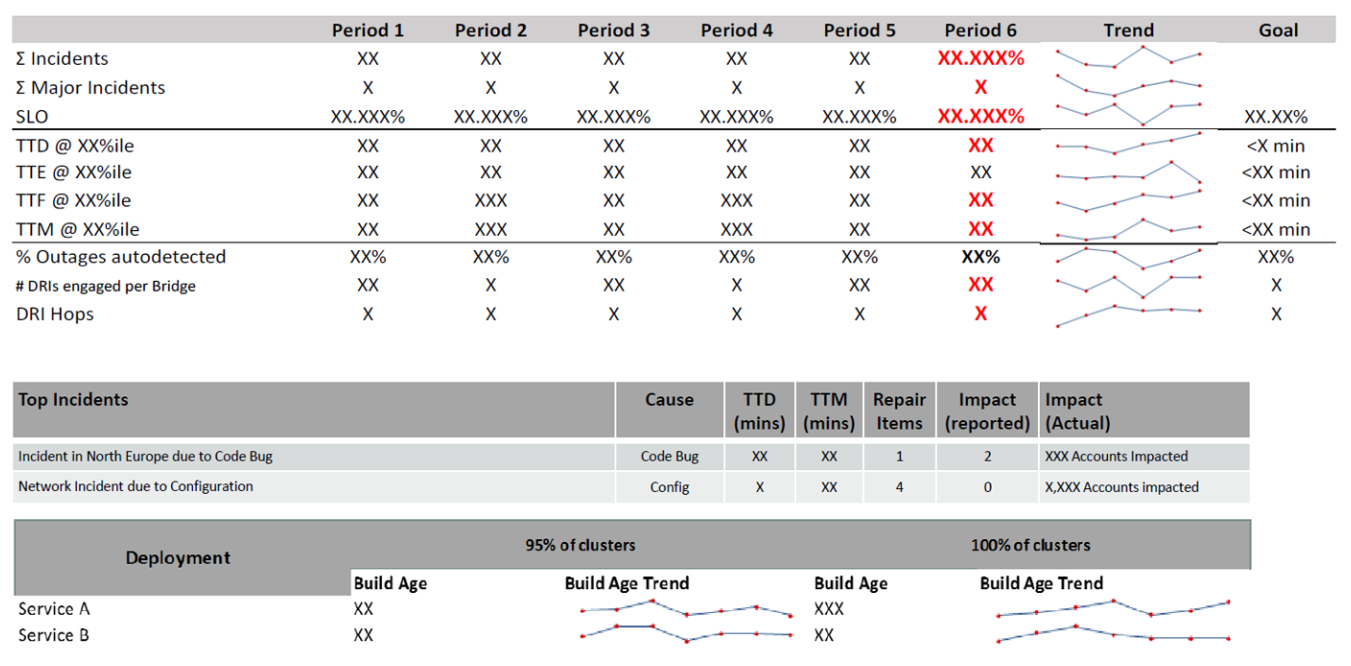 Period 1 Period 2 Period 3 Period 4 Period 5 Period 6 Trend Goal
Σ Incidents XX XX XX XX XX XX.XXX%
Σ Major Incidents X X X X X X
SLO XX.XXX% XX.XXX% XX.XXX% XX.XXX% XX.XXX% XX.XXX% XX.XX%
TTD @ XX%ile XX XX XX XX XX XX <X min
TTE @ XX%ile XX XX XX XX XX XX <XX min
TTF @ XX%ile XX XXX XX XXX XX XX <XX min
TTM @ XX%ile XX XXX XX XXX XX XX <XX min
% Outages autodetected XX% XX% XX% XX% XX% XX% XX%
# DRIs engaged per Bridge XX X XX X XX XX X
DRI Hops X X X X X X X
Top Incidents Cause TTD TTM Repair Impact Impact
(mins) (mins) Items (reported) (Actual)
Incident in North Europe due to Code Bug Code Bug XX XX 1 2 XXX Accounts Impacted
Network Incident due to Configuration Config X XX 4 0 X,XXX Accounts impacted
Deployment 95% of clusters 100% of clusters
Build Age Build Age Trend Build Age Build Age Trend
Service A XX XXX
Service B XX XX